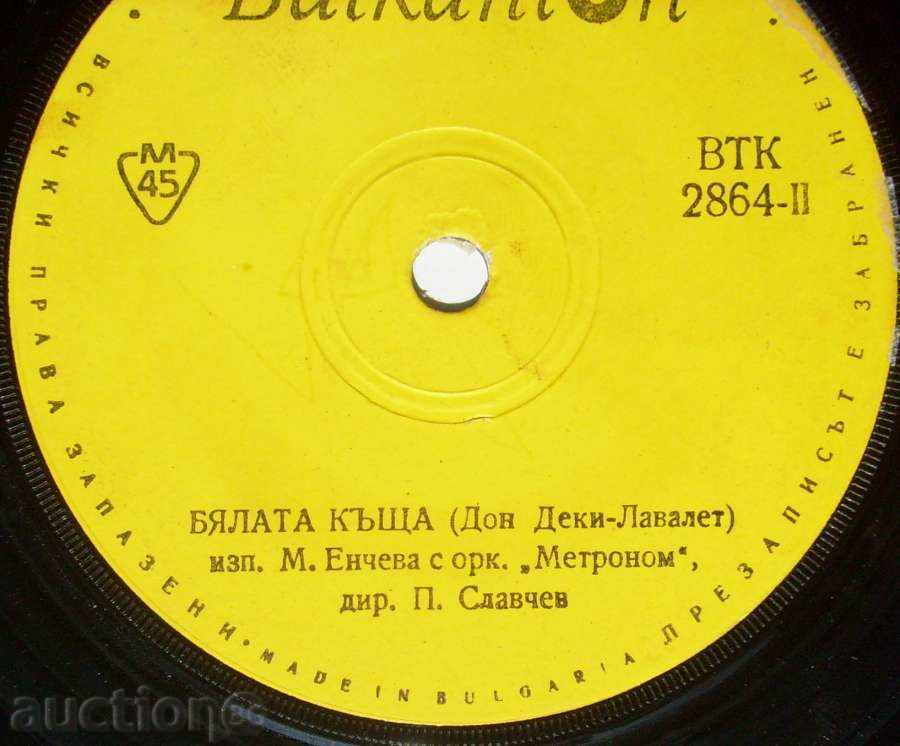 Balkanton
М
45
ВТК
2864-II
БЯЛАТА КЪЩА (Дон Деки-Лавалет)
изп. М. Енчева с орк. „Метроном“,
дир. П. Славчев
• ВСИЧКИ ПРАВА ЗАПАЗЕНИ • MADE IN BULGARIA ПРЕЗАПИСЪТ Е ЗАБРАНЕН •
auction